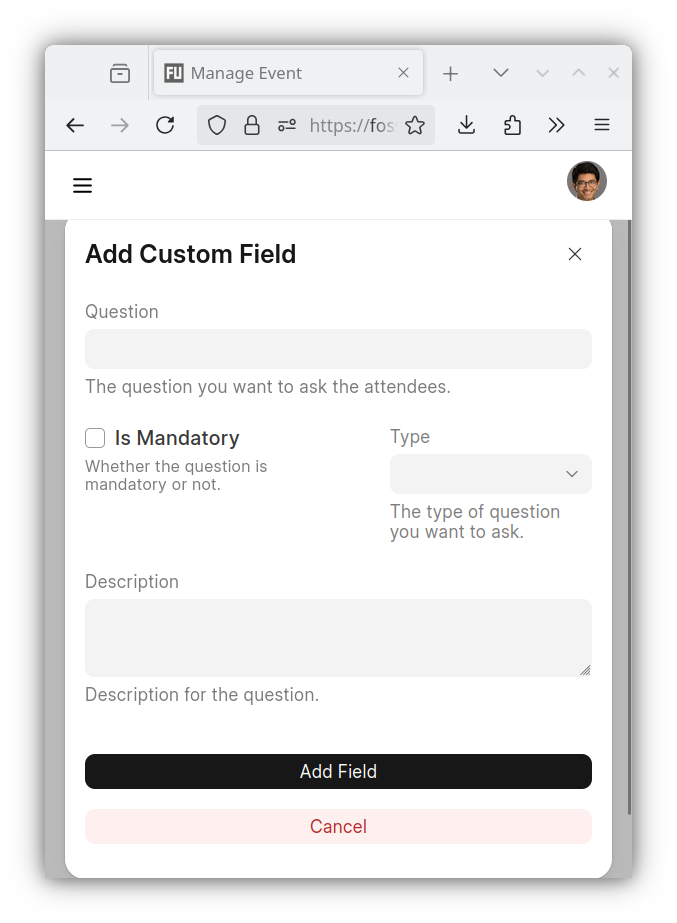 FU Manage Event
https://fos
Add Custom Field
Question
The question you want to ask the attendees.
Is Mandatory
Whether the question is
mandatory or not.
Type
The type of question
you want to ask.
Description
Description for the question.
Add Field
Cancel